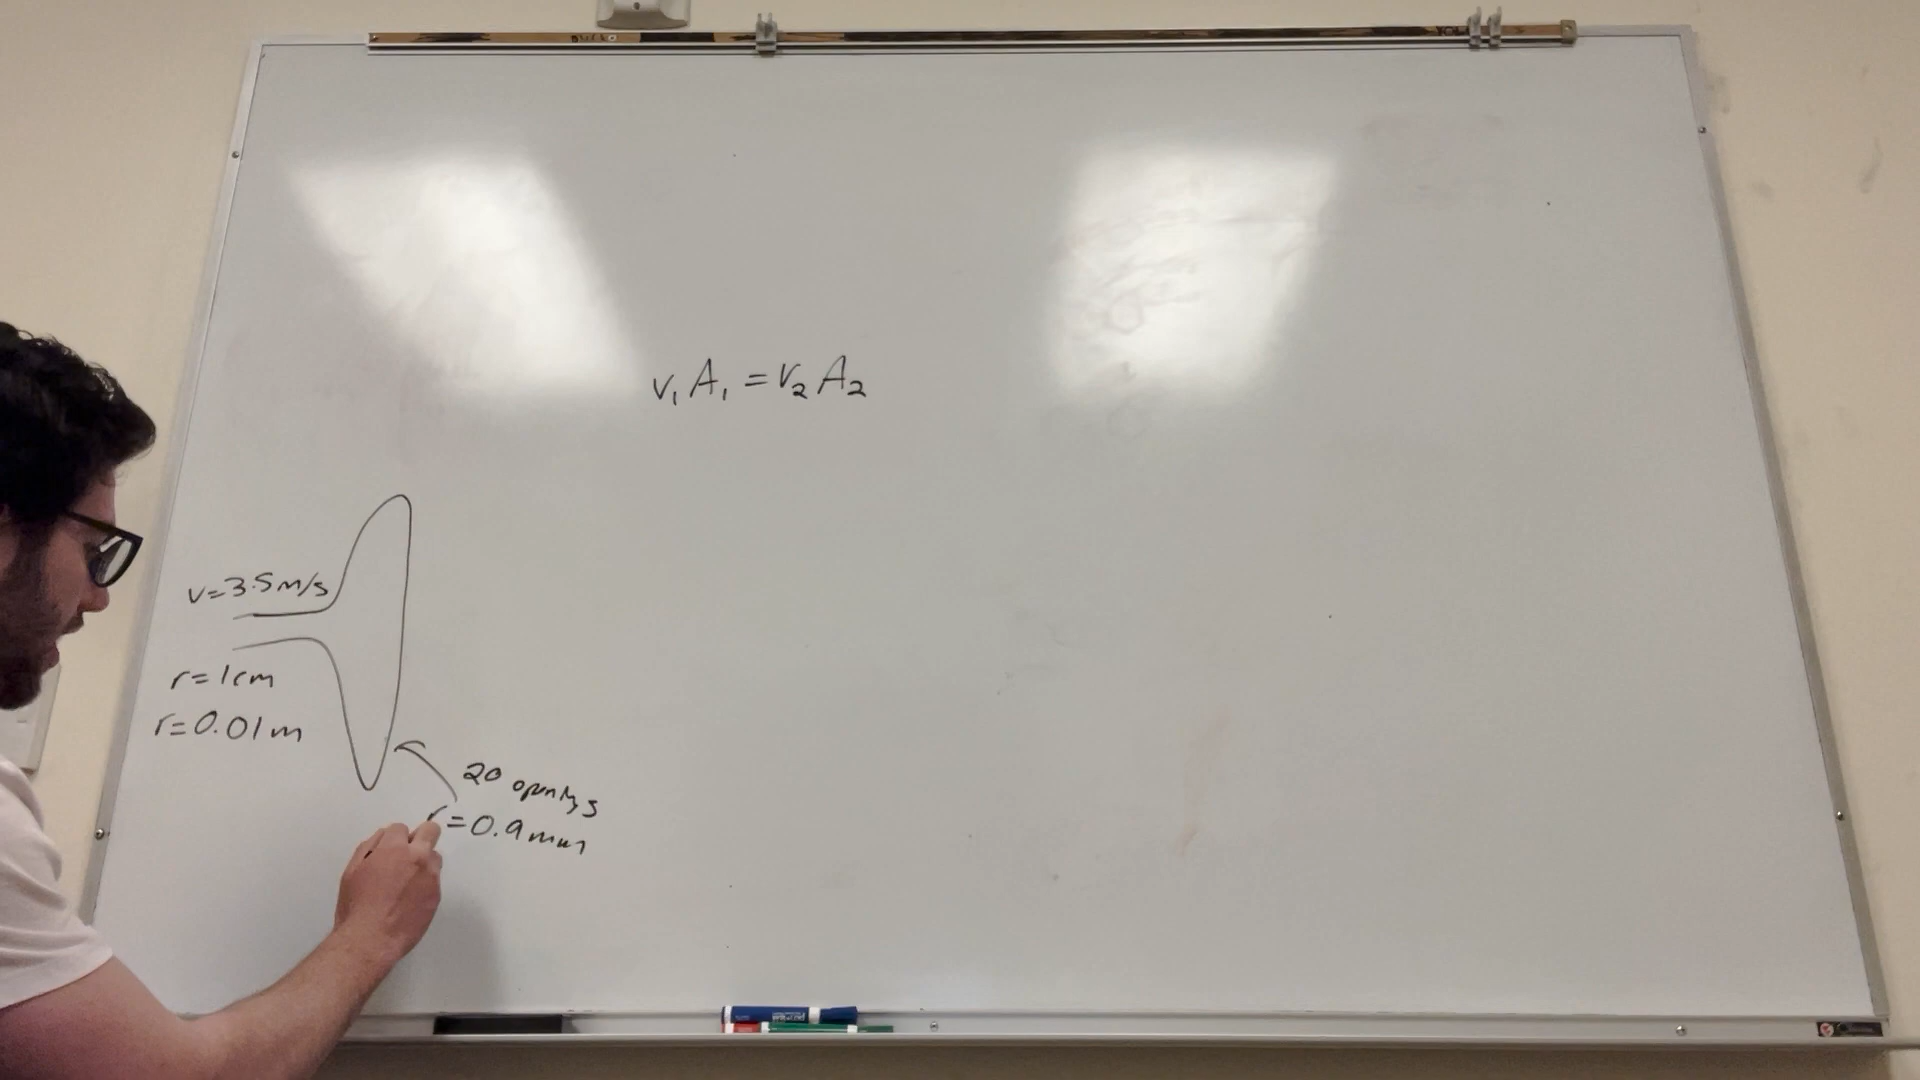 v₁A₁ = v₂A₂
v=3.5m/s
r=1cm
r=0.01m
20 openings
r=0.9mm